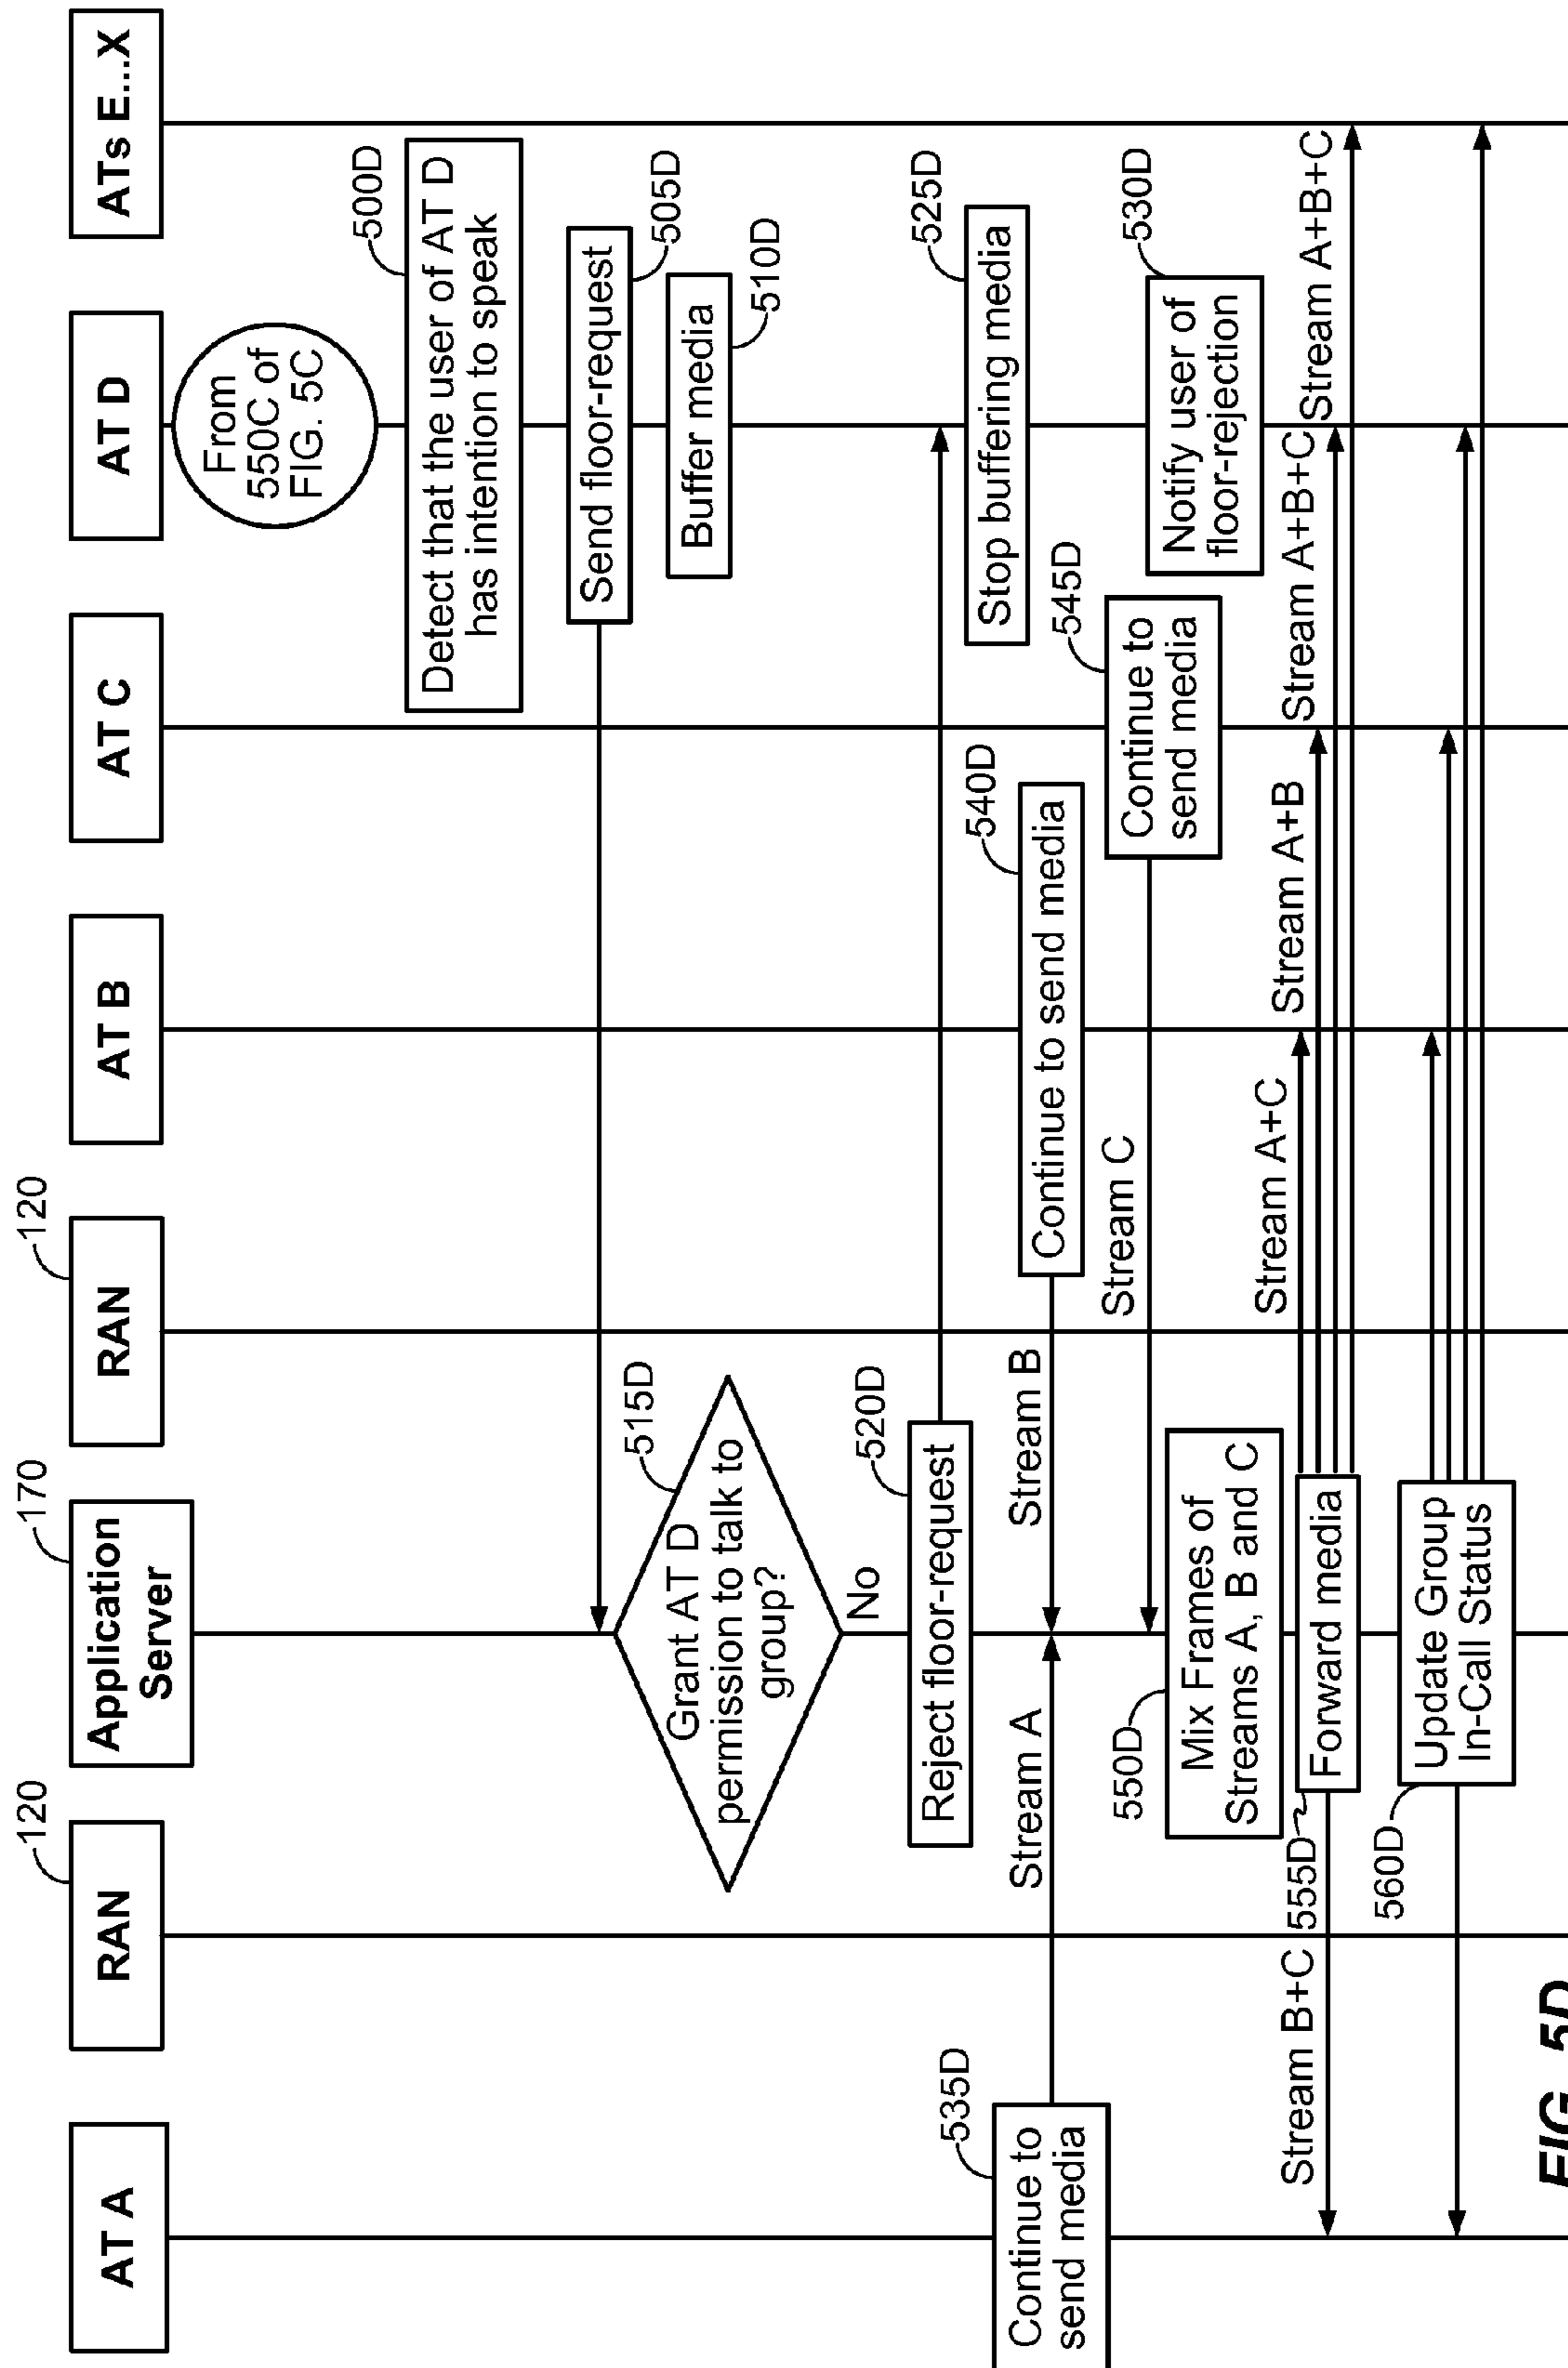 120
170
120
AT A
RAN
Application
Server
RAN
AT B
AT C
AT D
ATs E...X
From
550C of
FIG. 5C
500D
Detect that the user of AT D
has intention to speak
505D
Send floor-request
510D
Buffer media
515D
Grant AT D
permission to talk to
group?
No
520D
Reject floor-request
525D
Stop buffering media
530D
Notify user of
floor-rejection
535D
Continue to
send media
Stream A
540D
Continue to send media
Stream B
545D
Continue to
send media
Stream C
550D
Mix Frames of
Streams A, B and C
555D
Forward media
Stream B+C
Stream A+C
Stream A+B
Stream A+B+C
Stream A+B+C
560D
Update Group
In-Call Status
FIG. 5D